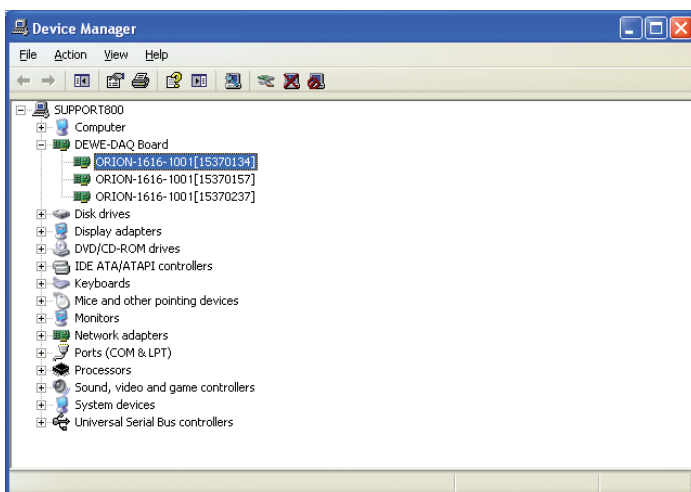 Device Manager
File Action View Help
SUPPORT800
Computer
DEWE-DAQ Board
ORION-1616-1001[15370134]
ORION-1616-1001[15370157]
ORION-1616-1001[15370237]
Disk drives
Display adapters
DVD/CD-ROM drives
IDE ATA/ATAPI controllers
Keyboards
Mice and other pointing devices
Monitors
Network adapters
Ports (COM & LPT)
Processors
Sound, video and game controllers
System devices
Universal Serial Bus controllers